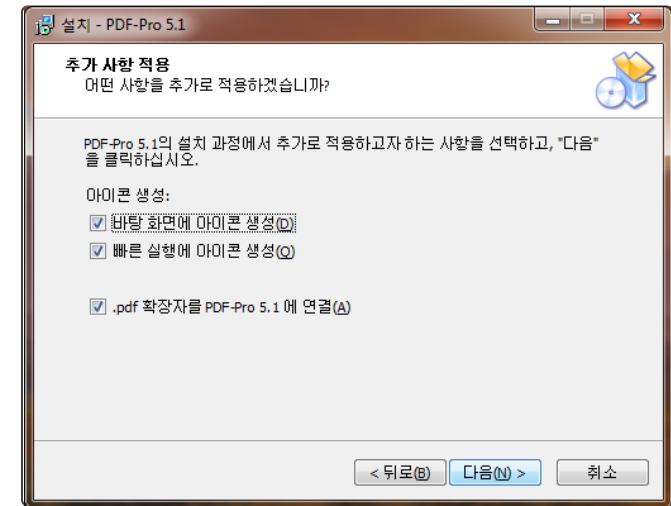 설치 - PDF-Pro 5.1
추가 사항 적용
어떤 사항을 추가로 적용하겠습니까?
PDF-Pro 5.1의 설치 과정에서 추가로 적용하고자 하는 사항을 선택하고, "다음"
을 클릭하십시오.
아이콘 생성:
바탕 화면에 아이콘 생성(D)
빠른 실행에 아이콘 생성(Q)
.pdf 확장자를 PDF-Pro 5.1 에 연결(A)
< 뒤로(B) 다음(N) > 취소